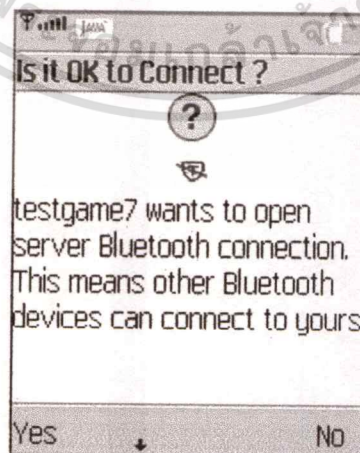 JAVA
Is it OK to Connect ?
?
testgame7 wants to open
server Bluetooth connection.
This means other Bluetooth
devices can connect to yours
Yes
No